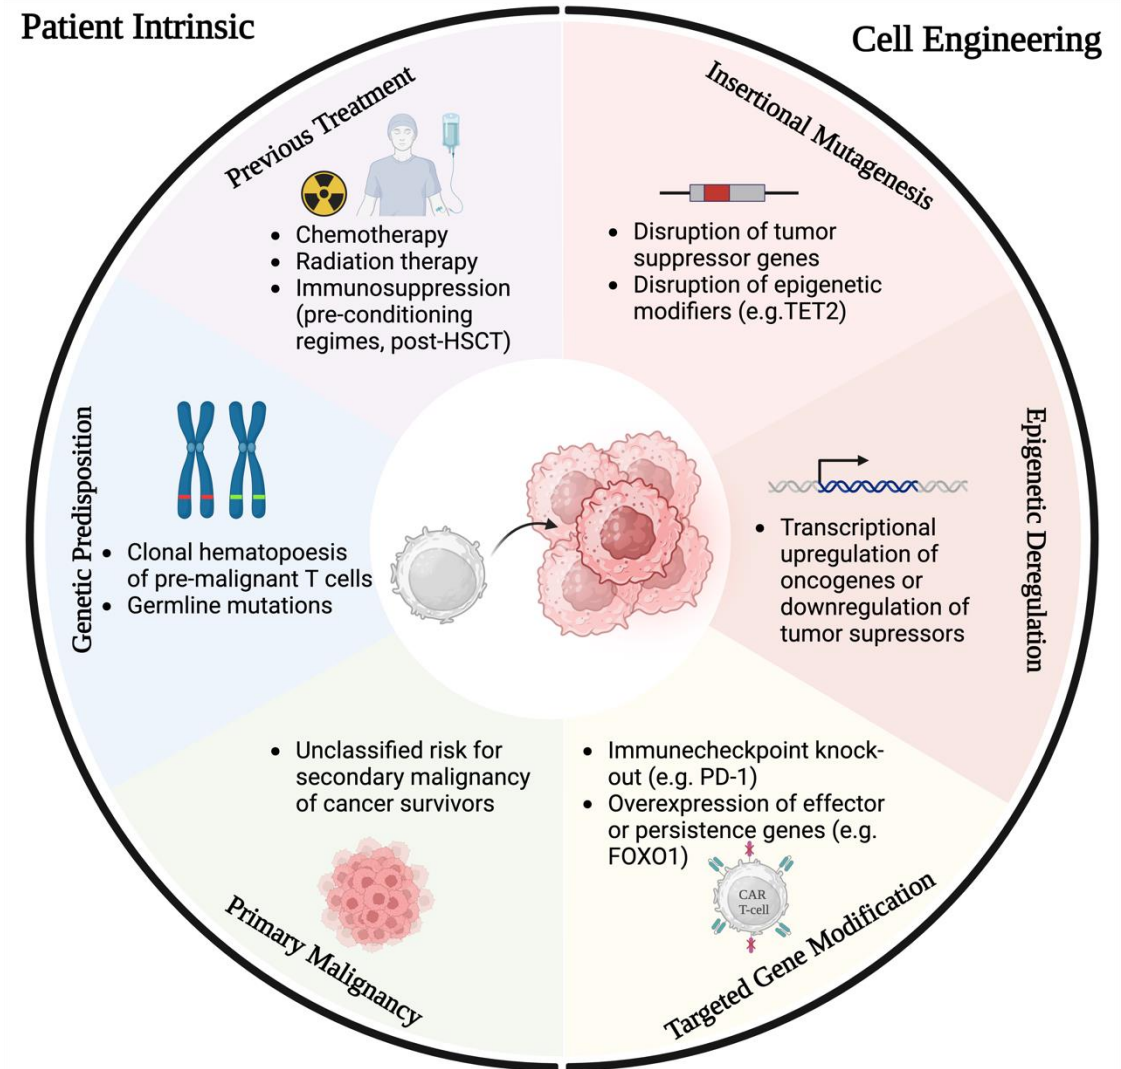 Patient Intrinsic
Cell Engineering
Previous Treatment
• Chemotherapy
• Radiation therapy
• Immunosuppression
(pre-conditioning
regimes, post-HSCT)
Insertional Mutagenesis
• Disruption of tumor
suppressor genes
• Disruption of epigenetic
modifiers (e.g.TET2)
Genetic Predisposition
• Clonal hematopoesis
of pre-malignant T cells
• Germline mutations
Epigenetic Deregulation
• Transcriptional
upregulation of
oncogenes or
downregulation of
tumor supressors
• Unclassified risk for
secondary malignancy
of cancer survivors
Primary Malignancy
• Immunecheckpoint knock-
out (e.g. PD-1)
• Overexpression of effector
or persistence genes (e.g.
FOXO1)
CAR
T-cell
Targeted Gene Modification